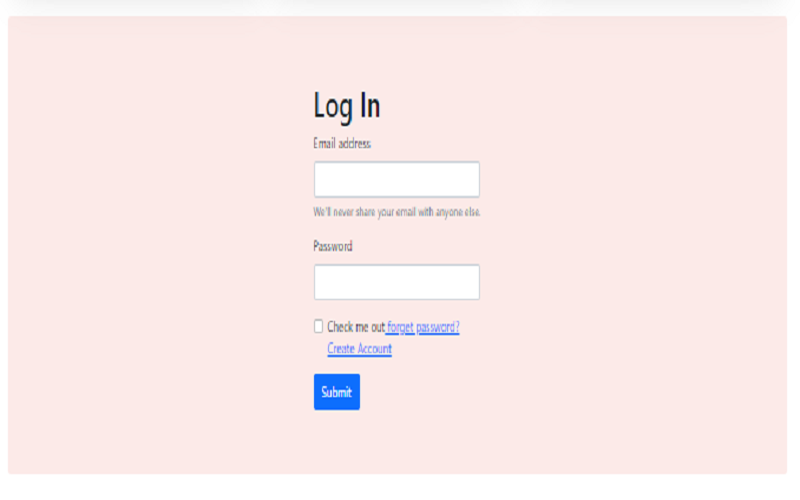 Log In
Email address
We'll never share your email with anyone else.
Password
Check me out forget password?
Create Account
Submit